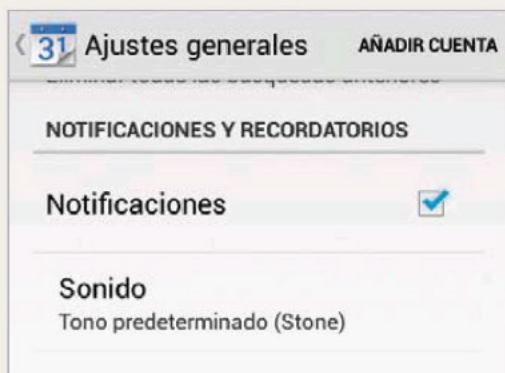 31 Ajustes generales AÑADIR CUENTA
NOTIFICACIONES Y RECORDATORIOS
Notificaciones
Sonido
Tono predeterminado (Stone)